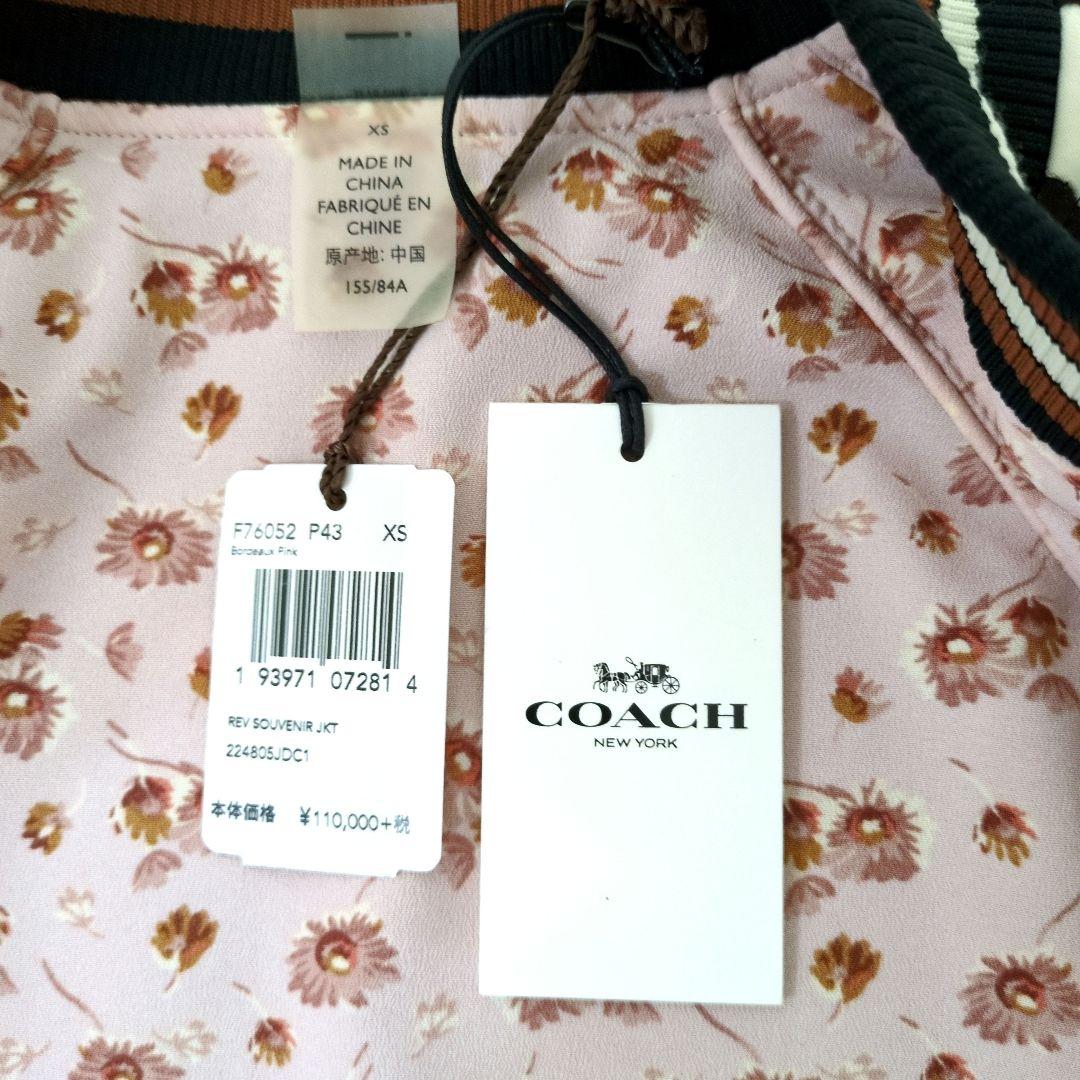 XS
MADE IN
CHINA
FABRIQUÉ EN
CHINE
原产地: 中国
155/84A
F76052 P43 XS
Bordeaux Pink
1 93971 07281 4
REV SOUVENIR JKT
224805JDC1
本体価格 ¥110,000+税
COACH
NEW YORK